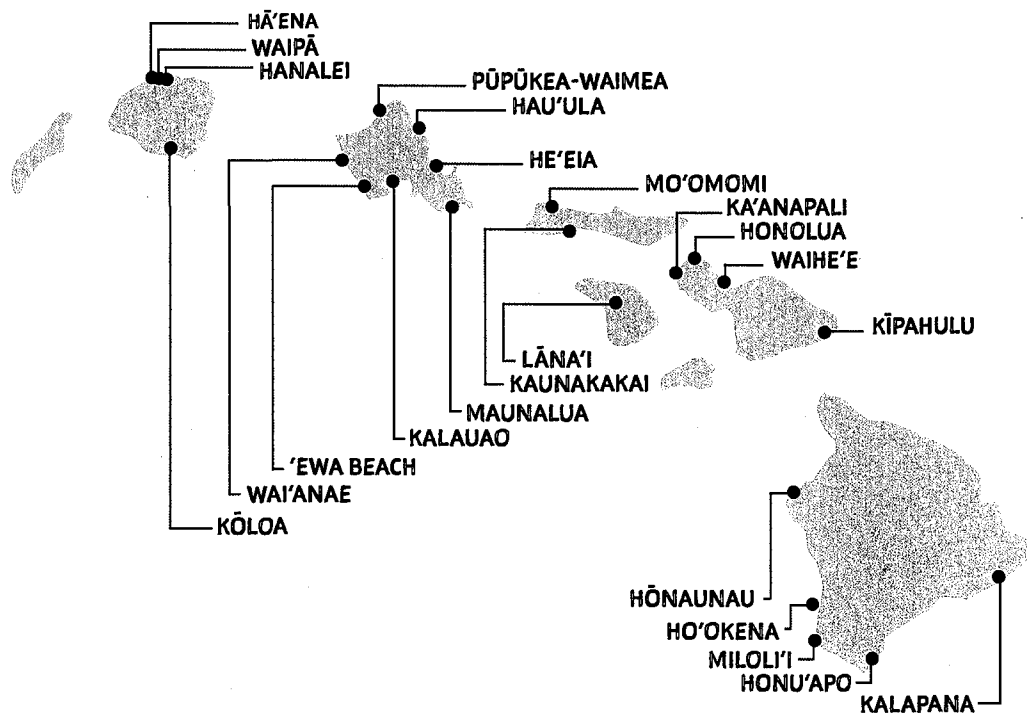 HĀ'ENA
WAIPĀ
HANALEI
PŪPŪKEA-WAIMEA
HAU'ULA
HE'EIA
MO'OMOMI
KA'ANAPALI
HONOLUA
WAIHE'E
KĪPAHULU
LĀNA'I
KAUNAKAKAI
MAUNALUA
KALAUAO
'EWA BEACH
WAI'ANAE
KŌLOA
HŌNAUNAU
HO'OKENA
MILOLI'I
HONU'APO
KALAPANA